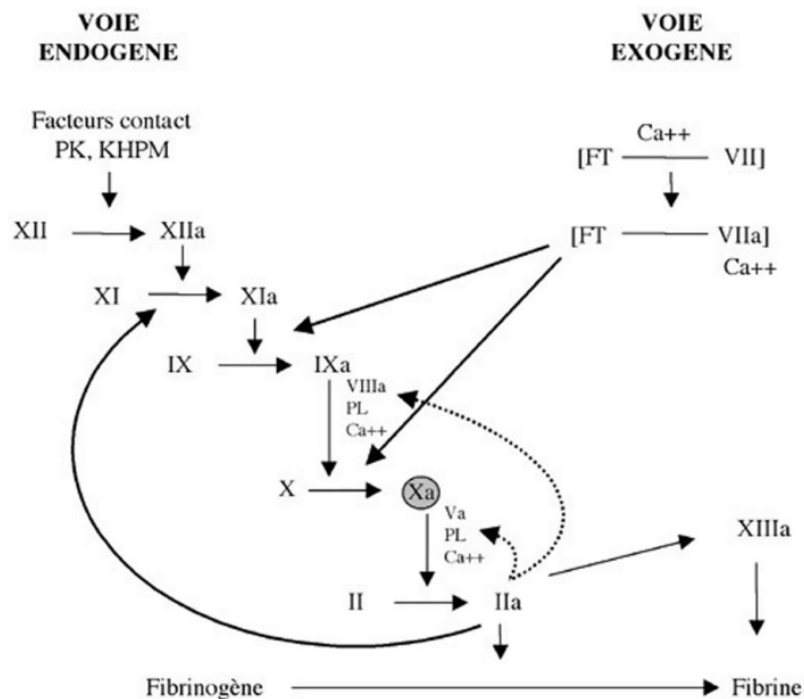 VOIE
ENDOGENE
VOIE
EXOGENE
Facteurs contact
PK, KHPM
Ca++
[FT VII]
XII XIIa
[FT VIIa]
Ca++
XI XIa
IX IXa
VIIIa
PL
Ca++
X Xa
Va
PL
Ca++
XIIIa
II IIa
Fibrinogène Fibrine